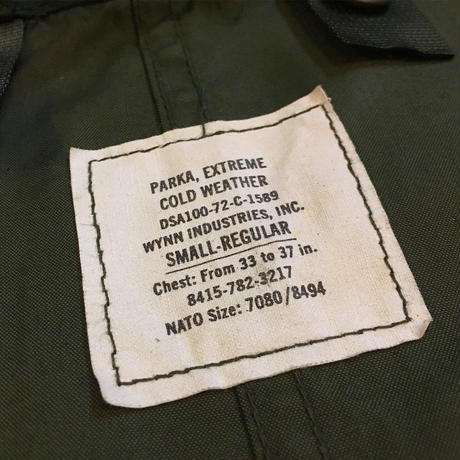 PARKA, EXTREME
COLD WEATHER
DSA100-72-C-1589
WYNN INDUSTRIES, INC.
SMALL-REGULAR
Chest: From 33 to 37 in.
8415-782-3217
NATO Size: 7080/8494